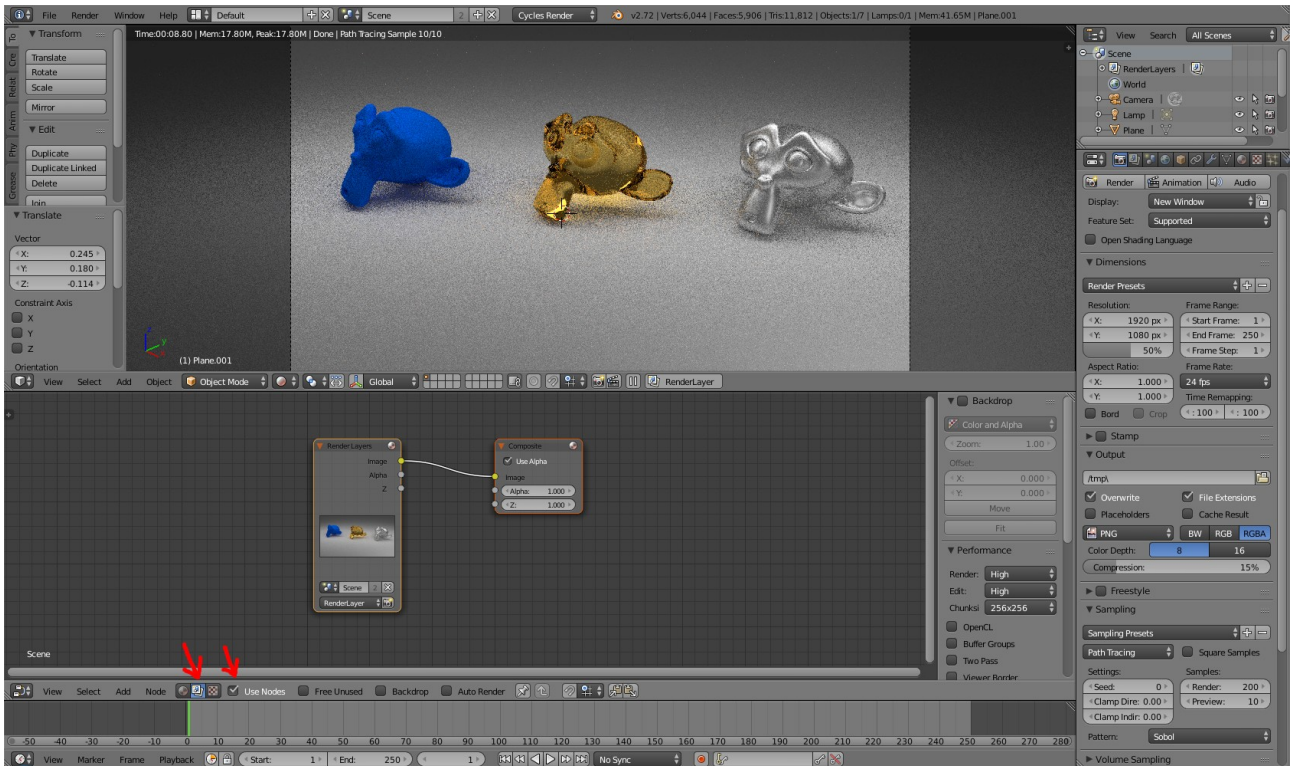 File Render Window Help Default Scene 2 Cycles Render v2.72 | Verts:6,044 | Faces:5,906 | Tris:11,812 | Objects:1/7 | Lamps:0/1 | Mem:41.65M | Plane.001
Time:00:08.80 | Mem:17.80M, Peak:17.80M | Done | Path Tracing Sample 10/10
To
Cre
Relat
Anim
Phy
Grease
Transform
Translate
Rotate
Scale
Mirror
Edit
Duplicate
Duplicate Linked
Delete
Join
Translate
Vector
X: 0.245
Y: 0.180
Z: -0.114
Constraint Axis
X
Y
Z
Orientation
z
y
(1) Plane.001
View Select Add Object Object Mode Global RenderLayer
RenderLayers
Image
Alpha
Z
Scene 2
RenderLayer
Composite
Use Alpha
Image
Alpha: 1.000
Z: 1.000
Scene
Backdrop
Color and Alpha
Zoom: 1.00
Offset:
X: 0.000
Y: 0.000
Move
Fit
Performance
Render: High
Edit: High
Chunksi 256x256
OpenCL
Buffer Groups
Two Pass
Viewer Border
View Select Add Node Use Nodes Free Unused Backdrop Auto Render
-50 -40 -30 -20 -10 0 10 20 30 40 50 60 70 80 90 100 110 120 130 140 150 160 170 180 190 200 210 220 230 240 250 260 270 280
View Marker Frame Playback Start: 1 End: 250 1 No Sync
View Search All Scenes
Scene
RenderLayers |
World
Camera |
Lamp |
Plane |
Render Animation Audio
Display: New Window
Feature Set: Supported
Open Shading Language
Dimensions
Render Presets
Resolution: Frame Range:
X: 1920 px Start Frame: 1
Y: 1080 px End Frame: 250
50% Frame Step: 1
Aspect Ratio: Frame Rate:
X: 1.000 24 fps
Y: 1.000 Time Remapping:
Bord Crop : 100 : 100
Stamp
Output
/tmp\
Overwrite File Extensions
Placeholders Cache Result
PNG BW RGB RGBA
Color Depth: 8 16
Compression: 15%
Freestyle
Sampling
Sampling Presets
Path Tracing Square Samples
Settings: Samples:
Seed: 0 Render: 200
Clamp Dire: 0.00 Preview: 10
Clamp Indir: 0.00
Pattern: Sobol
Volume Sampling